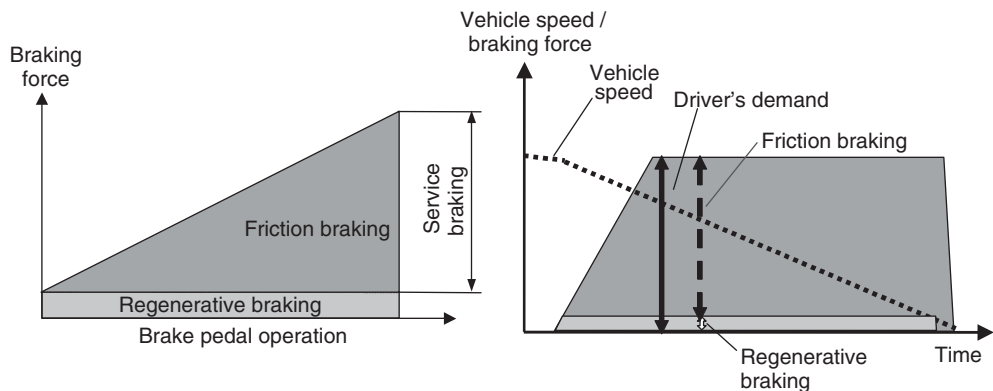 Braking
force
Friction braking
Regenerative braking
Brake pedal operation
Service
braking
Vehicle speed /
braking force
Vehicle
speed
Driver's demand
Friction braking
Time
Regenerative
braking